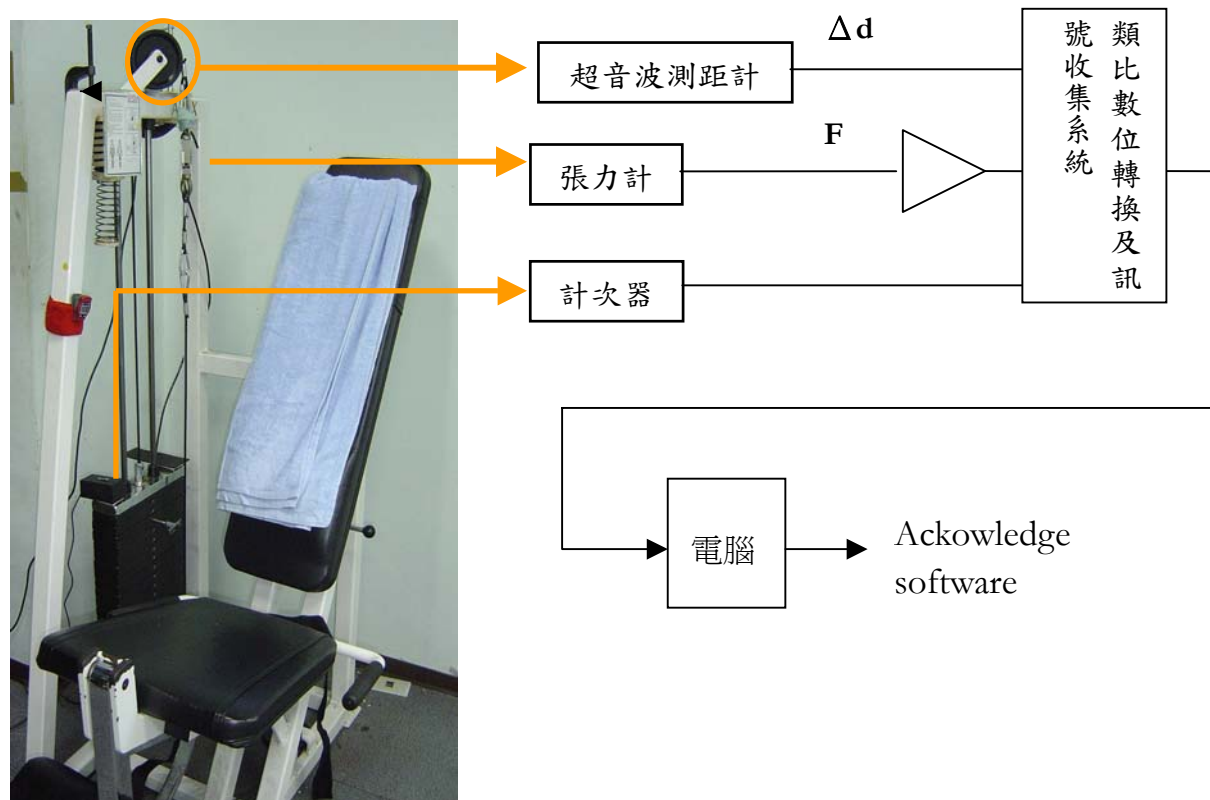 Δd
超音波測距計
F
張力計
計次器
類比數位轉換及訊
號收集系統
電腦
Ackowledge
software